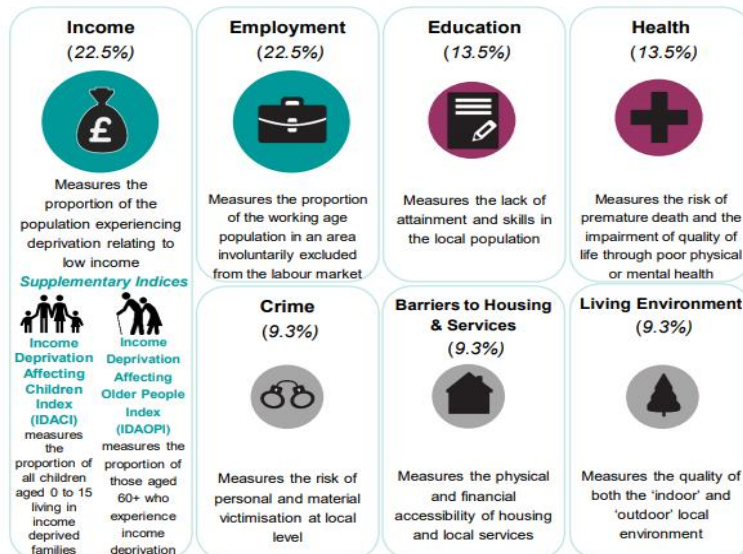 Income
(22.5%)
£
Measures the
proportion of the
population experiencing
deprivation relating to
low income
Supplementary Indices
Income
Deprivation
Affecting
Children
Index
(IDACI)
measures
the
proportion of
all children
aged 0 to 15
living in
income
deprived
families
Income
Deprivation
Affecting
Older People
Index
(IDAOPI)
measures the
proportion of
those aged
60+ who
experience
income
deprivation
Employment
(22.5%)
Measures the proportion
of the working age
population in an area
involuntarily excluded
from the labour market
Education
(13.5%)
Measures the lack of
attainment and skills in
the local population
Health
(13.5%)
Measures the risk of
premature death and the
impairment of quality of
life through poor physical
or mental health
Crime
(9.3%)
Measures the risk of
personal and material
victimisation at local
level
Barriers to Housing
& Services
(9.3%)
Measures the physical
and financial
accessibility of housing
and local services
Living Environment
(9.3%)
Measures the quality of
both the ‘indoor’ and
‘outdoor’ local
environment